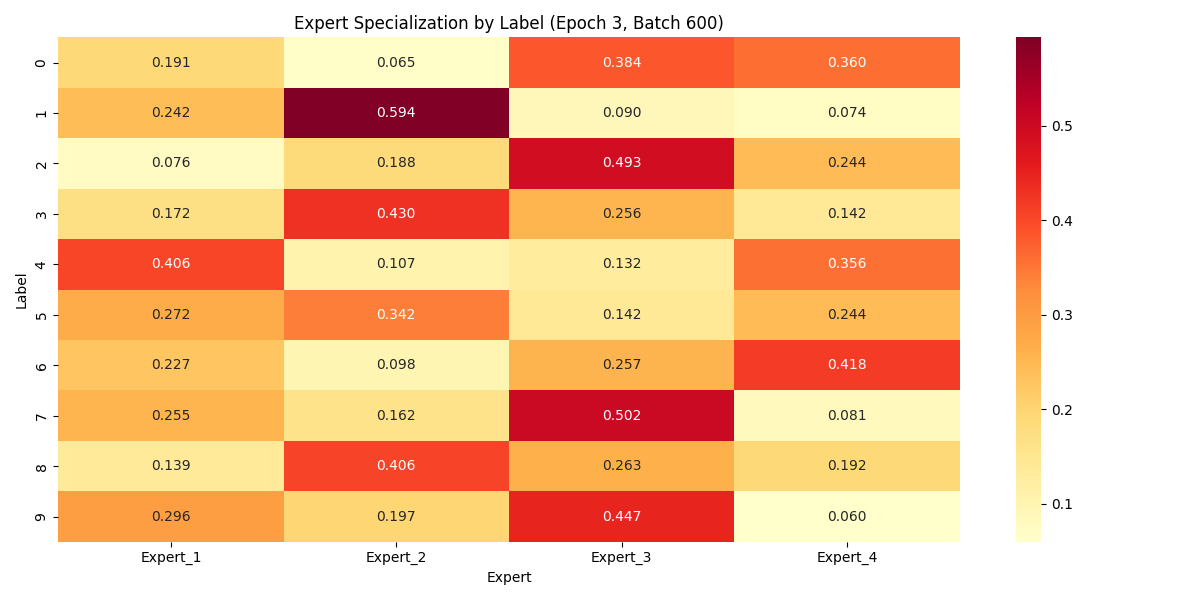 Expert Specialization by Label (Epoch 3, Batch 600)
Label
0 0.191 0.065 0.384 0.360
1 0.242 0.594 0.090 0.074
2 0.076 0.188 0.493 0.244
3 0.172 0.430 0.256 0.142
4 0.406 0.107 0.132 0.356
5 0.272 0.342 0.142 0.244
6 0.227 0.098 0.257 0.418
7 0.255 0.162 0.502 0.081
8 0.139 0.406 0.263 0.192
9 0.296 0.197 0.447 0.060
Expert_1 Expert_2 Expert_3 Expert_4
Expert
0.5
0.4
0.3
0.2
0.1